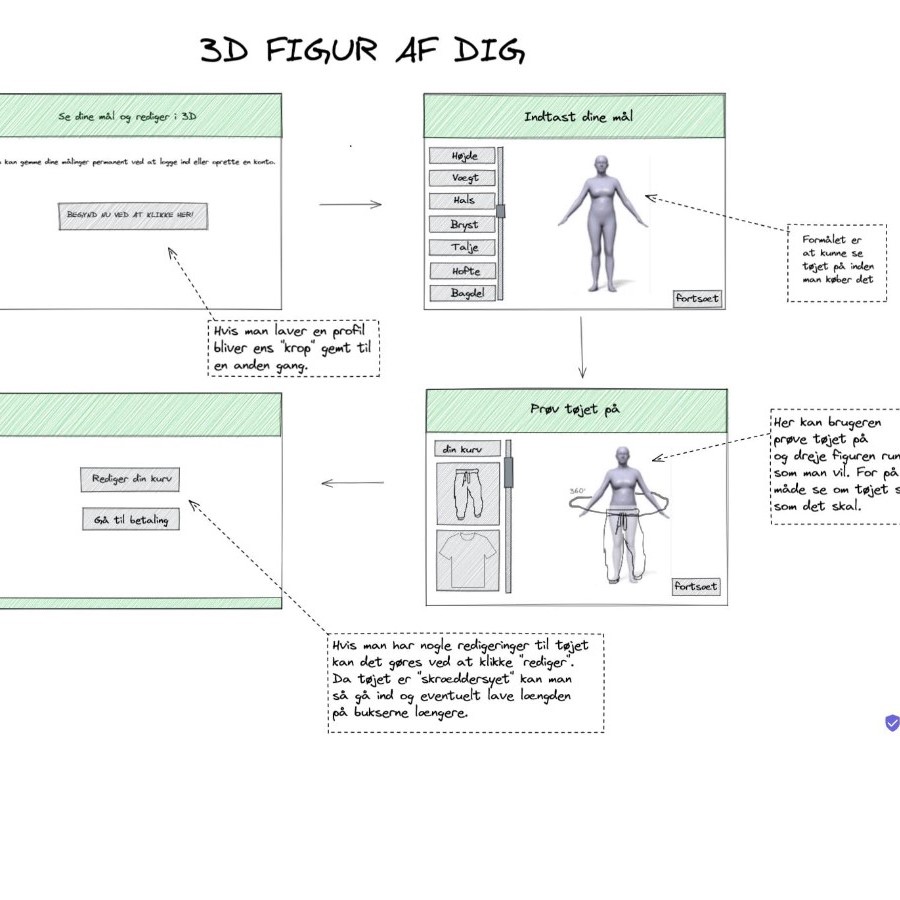 3D FIGUR AF DIG
Se dine mål og rediger i 3D
kan gemme dine målinger permanent ved at logge ind eller oprette en konto.
BEGYND NU VED AT KLIKKE HER!
Hvis man laver en profil
bliver ens "krop" gemt til
en anden gang.
Indtast dine mål
Højde
Vægt
Hals
Bryst
Talje
Hofte
Bagdel
fortsæt
Formålet er
at kunne se
tøjet på inden
man køber det
Prøv tøjet på
din kurv
360°
fortsæt
Her kan brugeren
prøve tøjet på
og dreje figuren run
som man vil. For på
måde se om tøjet s
som det skal.
Rediger din kurv
Gå til betaling
Hvis man har nogle redigeringer til tøjet
kan det gøres ved at klikke "rediger".
Da tøjet er "skræddersyet" kan man
så gå ind og eventuelt lave længden
på bukserne længere.